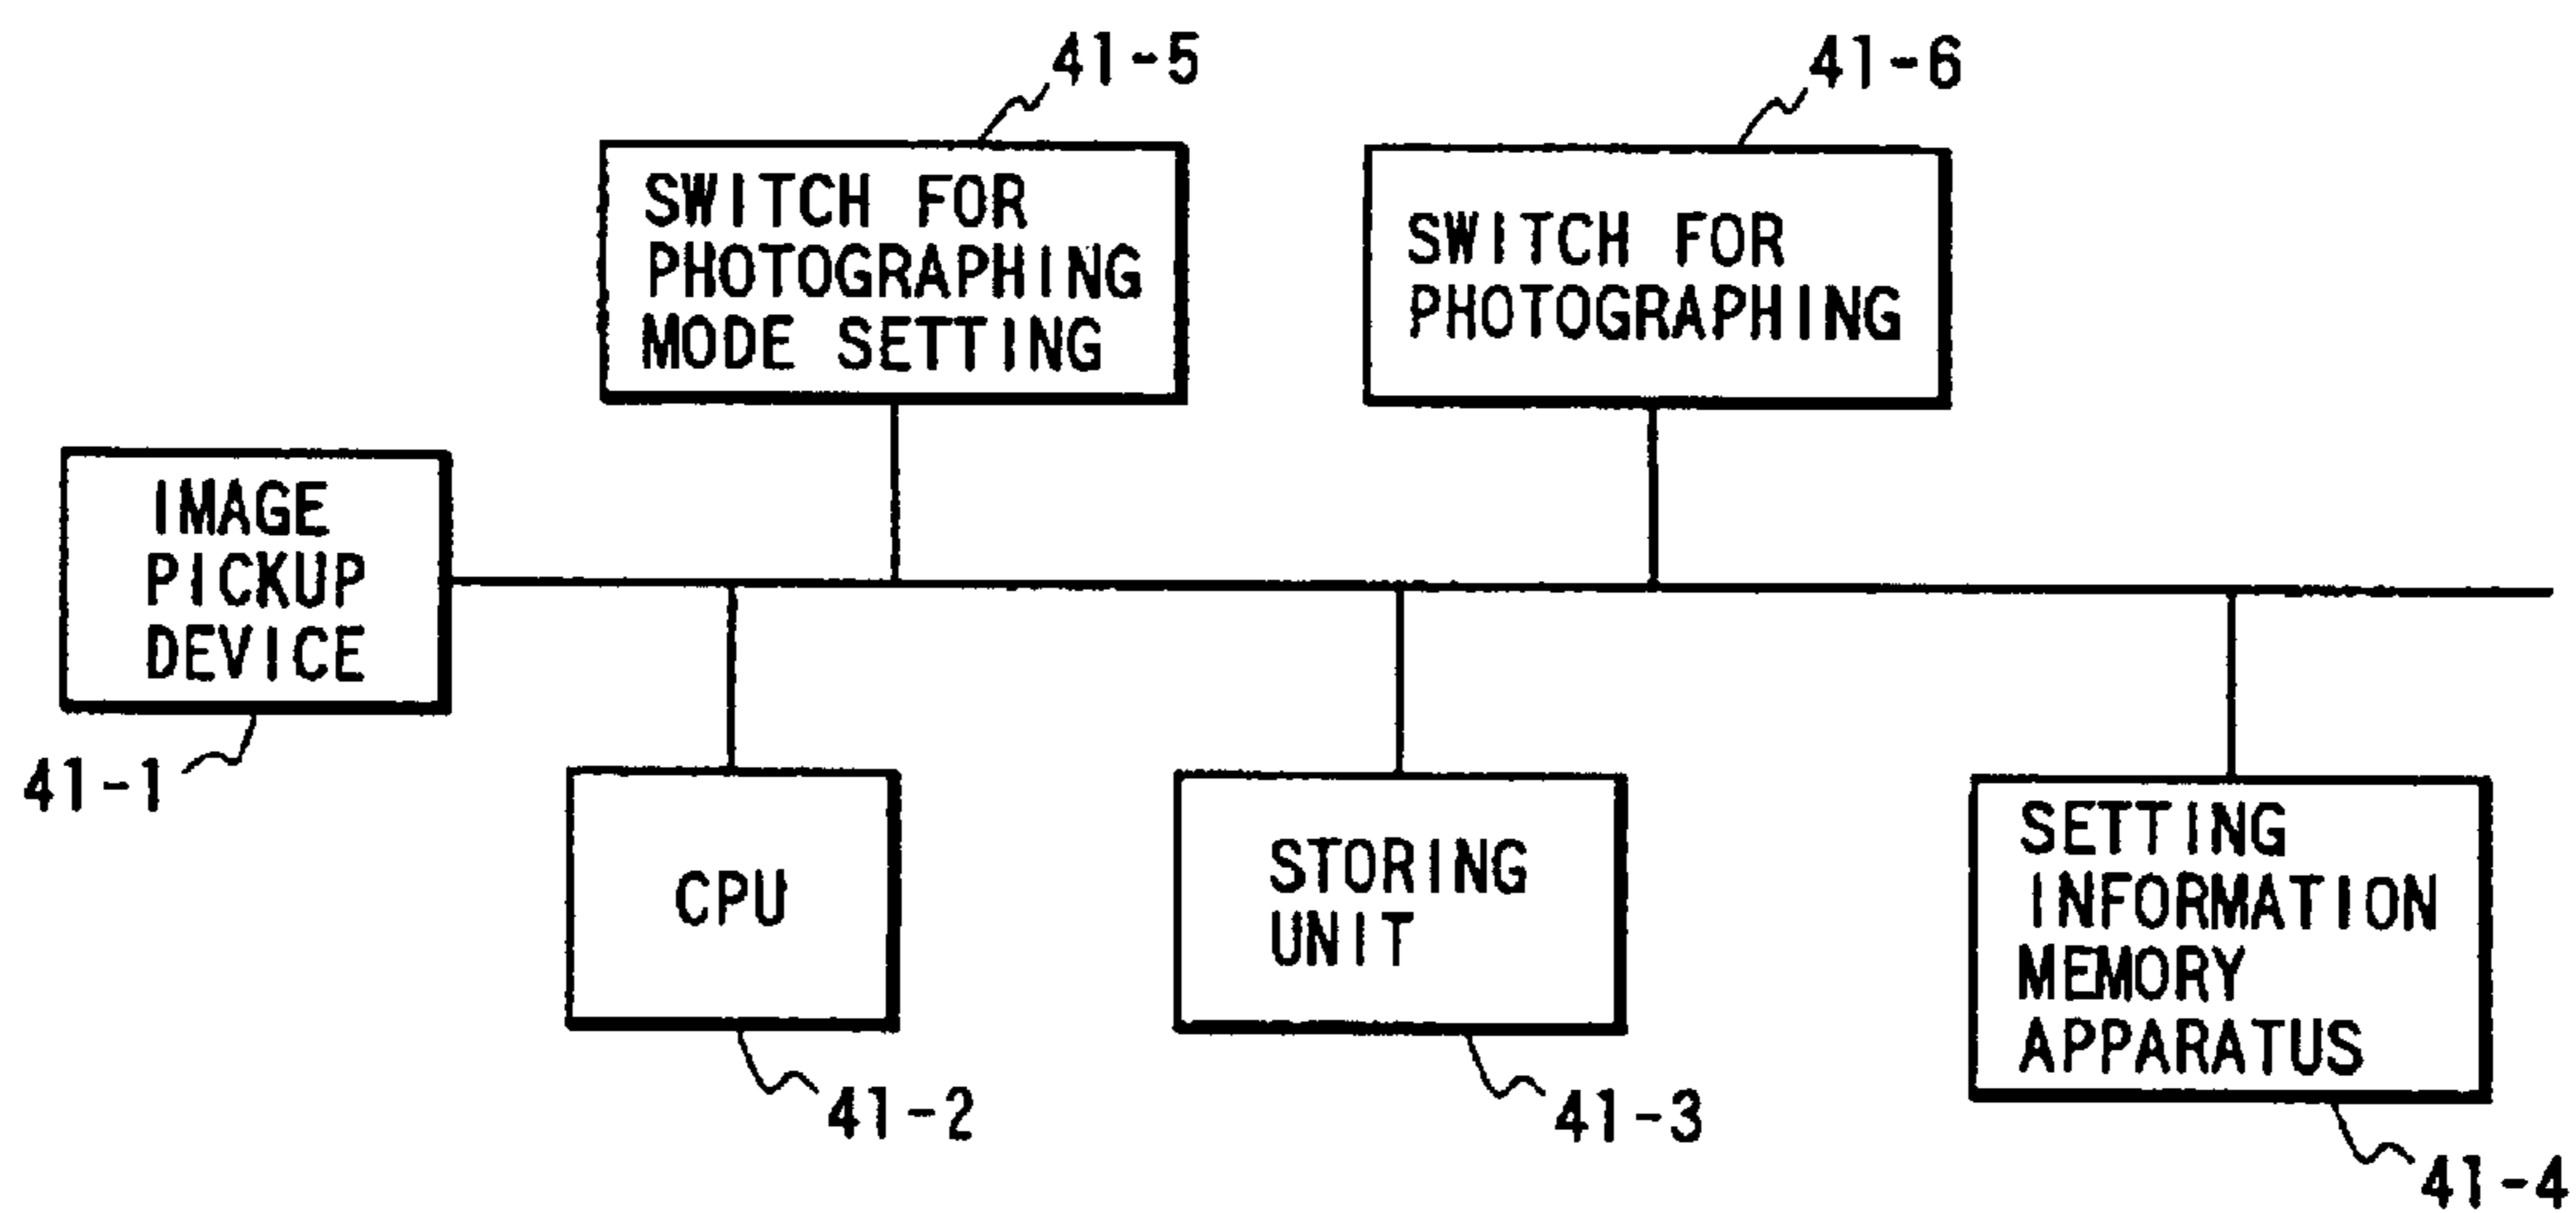 41-5
SWITCH FOR
PHOTOGRAPHING
MODE SETTING
41-6
SWITCH FOR
PHOTOGRAPHING
IMAGE
PICKUP
DEVICE
41-1
CPU
41-2
STORING
UNIT
41-3
SETTING
INFORMATION
MEMORY
APPARATUS
41-4